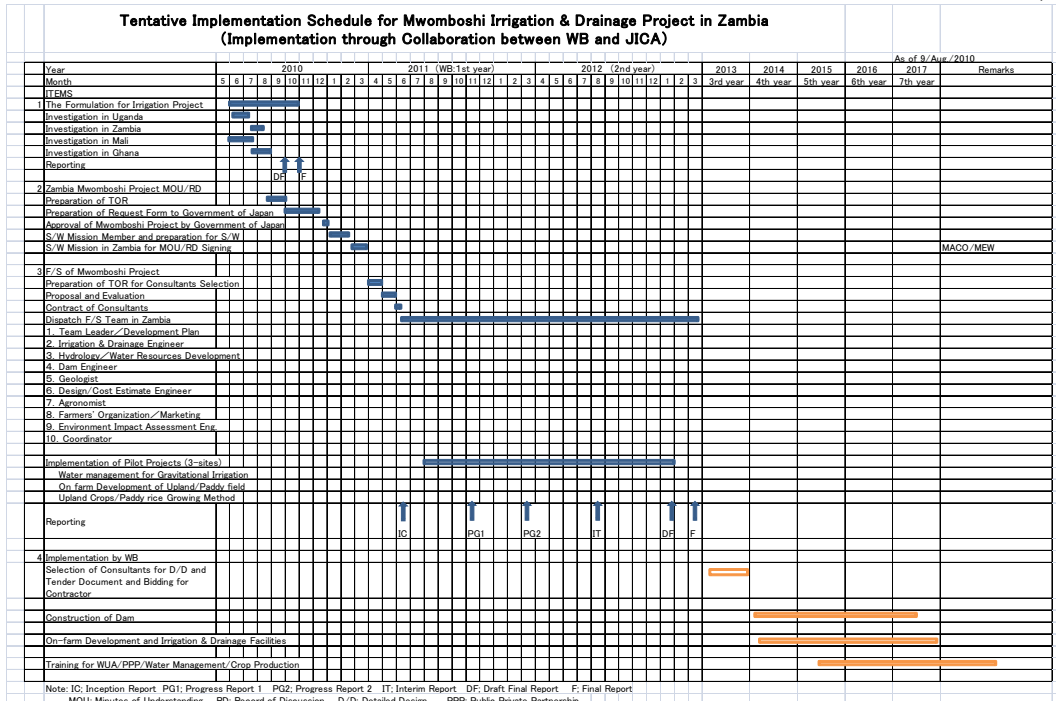 Tentative Implementation Schedule for Mwomboshi Irrigation & Drainage Project in Zambia
(Implementation through Collaboration between WB and JICA)
As of 9/Aug./2010
Year 2010 2011 (WB:1st year) 2012 (2nd year) 2013 2014 2015 2016 2017 Remarks
Month 5 6 7 8 9 10 11 12 1 2 3 4 5 6 7 8 9 10 11 12 1 2 3 4 5 6 7 8 9 10 11 12 1 2 3 3rd year 4th year 5th year 6th year 7th year
ITEMS
1 The Formulation for Irrigation Project
Investigation in Uganda
Investigation in Zambia
Investigation in Mali
Investigation in Ghana
Reporting
DF F
2 Zambia Mwomboshi Project MOU/RD
Preparation of TOR
Preparation of Request Form to Government of Japan
Approval of Mwomboshi Project by Government of Japan
S/W Mission Member and preparation for S/W
S/W Mission in Zambia for MOU/RD Signing MACO/MEW
3 F/S of Mwomboshi Project
Preparation of TOR for Consultants Selection
Proposal and Evaluation
Contract of Consultants
Dispatch F/S Team in Zambia
1. Team Leader／Development Plan
2. Irrigation & Drainage Engineer
3. Hydrology／Water Resources Development
4. Dam Engineer
5. Geologist
6. Design/Cost Estimate Engineer
7. Agronomist
8. Farmers' Organization／Marketing
9. Environment Impact Assessment Eng.
10. Coordinator
Implementation of Pilot Projects (3-sites)
Water management for Gravitational Irrigation
On farm Development of Upland/Paddy field
Upland Crops/Paddy rice Growing Method
Reporting
IC PG1 PG2 IT DF F
4 Implementation by WB
Selection of Consultants for D/D and
Tender Document and Bidding for
Contractor
Construction of Dam
On-farm Development and Irrigation & Drainage Facilities
Training for WUA/PPP/Water Management/Crop Production
Note: IC; Inception Report PG1; Progress Report 1 PG2; Progress Report 2 IT; Interim Report DF; Draft Final Report F; Final Report
MOU; Minutes of Understanding RD; Record of Discussion D/D; Detailed Design PPP; Public Private Partnership